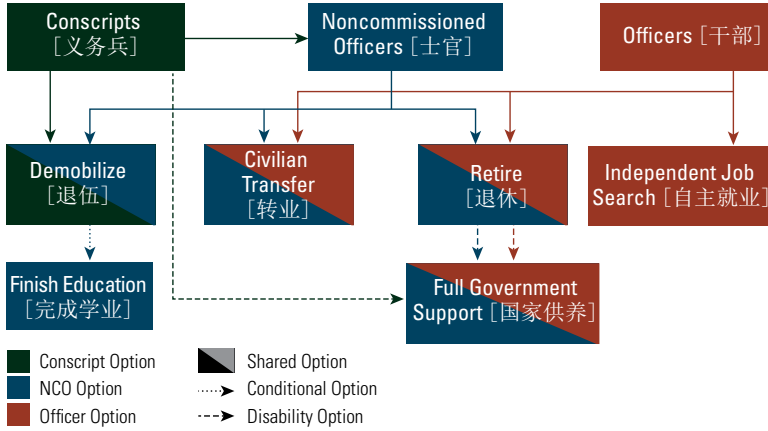 Conscripts
[义务兵]
Noncommissioned
Officers [士官]
Officers [干部]
Demobilize
[退伍]
Civilian
Transfer
[转业]
Retire
[退休]
Independent Job
Search [自主就业]
Finish Education
[完成学业]
Full Government
Support [国家供养]
Conscript Option
NCO Option
Officer Option
Shared Option
Conditional Option
Disability Option